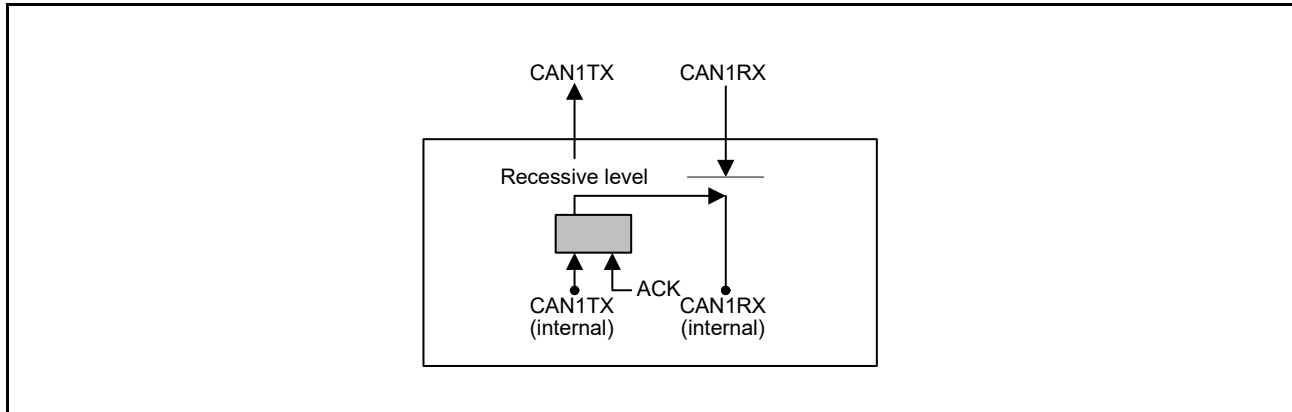 CAN1TX
CAN1RX
Recessive level
ACK
CAN1TX
(internal)
CAN1RX
(internal)